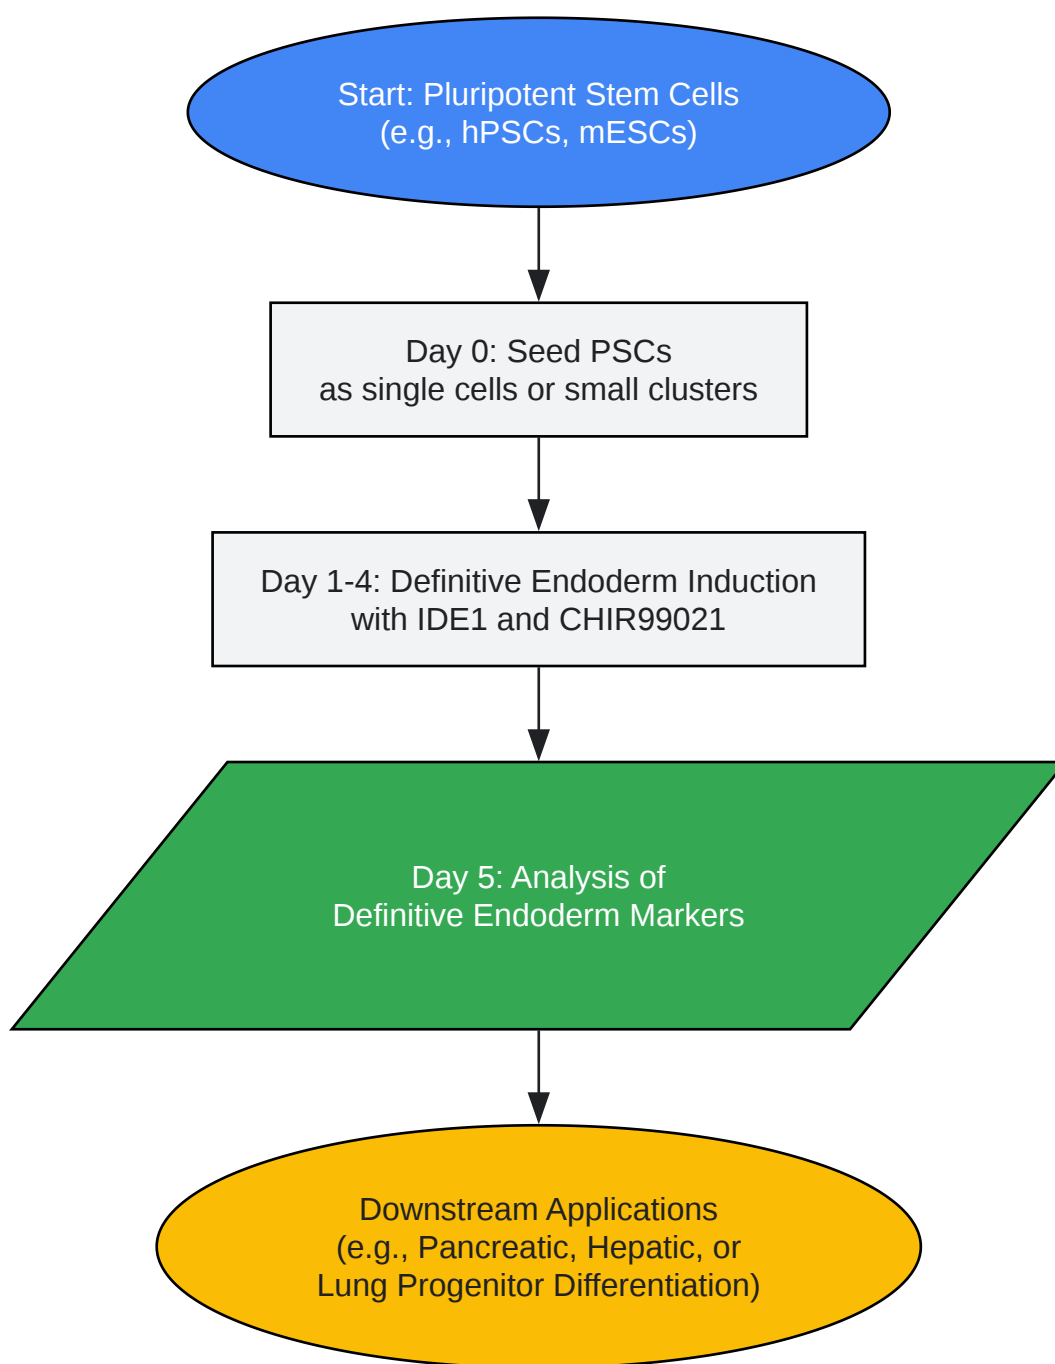 Start: Pluripotent Stem Cells
(e.g., hPSCs, mESCs)
Day 0: Seed PSCs
as single cells or small clusters
Day 1-4: Definitive Endoderm Induction
with IDE1 and CHIR99021
Day 5: Analysis of
Definitive Endoderm Markers
Downstream Applications
(e.g., Pancreatic, Hepatic, or
Lung Progenitor Differentiation)